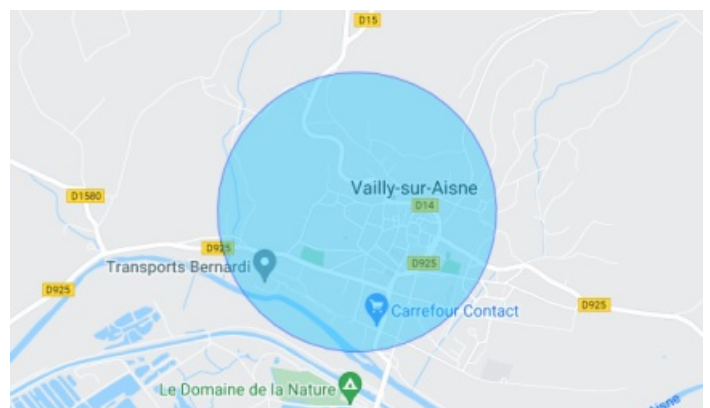 D15
Vailly-sur-Aisne
D1580
D14
D925
Transports Bernardi
D925
D925
D925
Carrefour Contact
Le Domaine de la Nature
Aisne